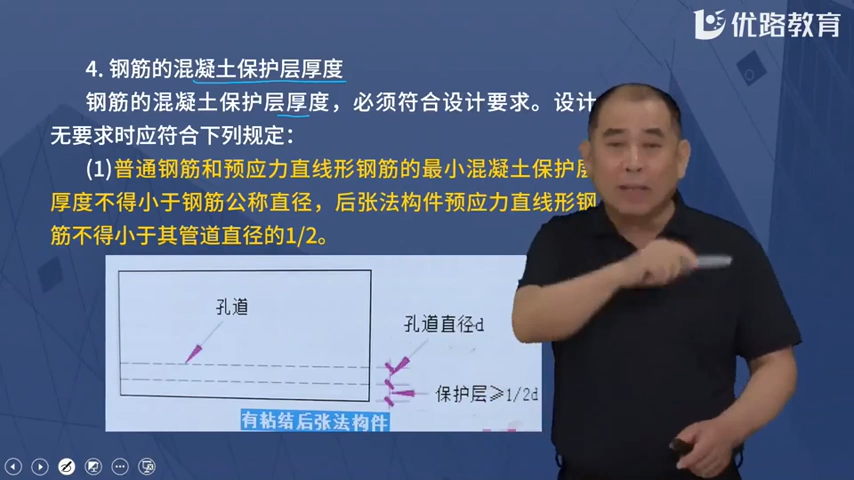 优路教育
4. 钢筋的混凝土保护层厚度
钢筋的混凝土保护层厚度，必须符合设计要求。设计
无要求时应符合下列规定：
(1)普通钢筋和预应力直线形钢筋的最小混凝土保护层
厚度不得小于钢筋公称直径，后张法构件预应力直线形钢
筋不得小于其管道直径的1/2。
孔道
孔道直径d
保护层≥1/2d
有粘结后张法构件